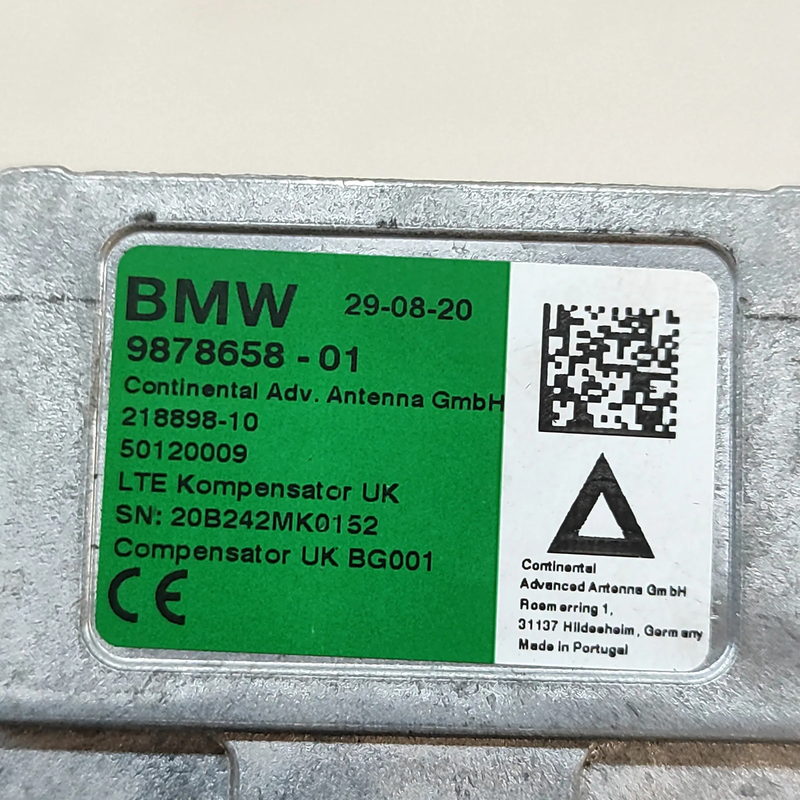 BMW 29-08-20
9878658 - 01
Continental Adv. Antenna GmbH
218898-10
50120009
LTE Kompensator UK
SN: 20B242MK0152
Compensator UK BG001
CE
Continental
Advanced Antenna GmbH
Roemerring 1,
31137 Hildesheim, Germany
Made in Portugal